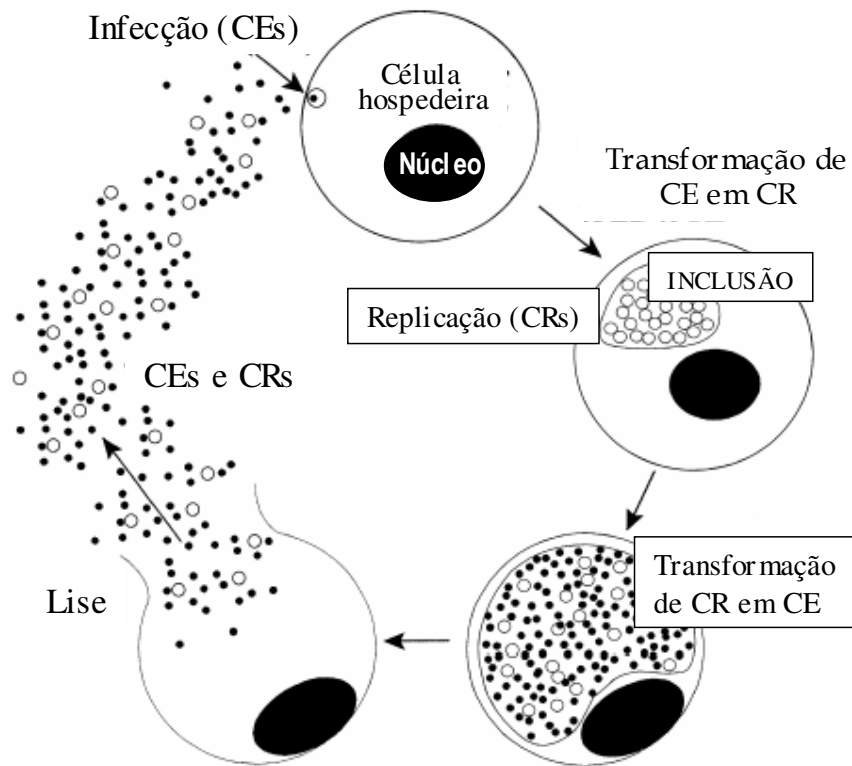 Infecção (CEs)
Célula
hospedeira
Núcleo
Transformação de
CE em CR
INCLUSÃO
Replicação (CRs)
CEs e CRs
Transformação
de CR em CE
Lise